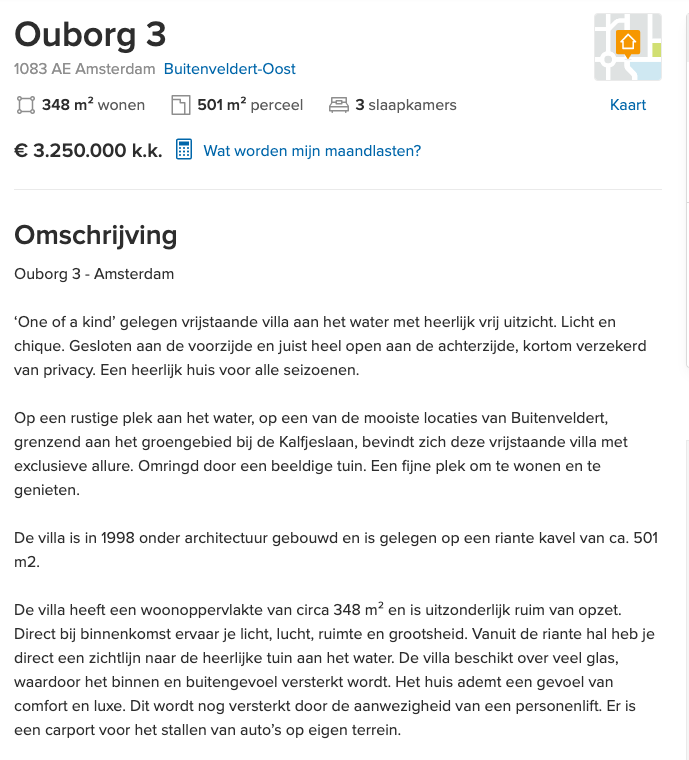 Ouborg 3
1083 AE Amsterdam Buitenveldert-Oost
348 m² wonen 501 m² perceel 3 slaapkamers Kaart
€ 3.250.000 k.k. Wat worden mijn maandlasten?
Omschrijving
Ouborg 3 - Amsterdam
‘One of a kind’ gelegen vrijstaande villa aan het water met heerlijk vrij uitzicht. Licht en
chique. Gesloten aan de voorzijde en juist heel open aan de achterzijde, kortom verzekerd
van privacy. Een heerlijk huis voor alle seizoenen.
Op een rustige plek aan het water, op een van de mooiste locaties van Buitenveldert,
grenzend aan het groengebied bij de Kalfjeslaan, bevindt zich deze vrijstaande villa met
exclusieve allure. Omringd door een beeldige tuin. Een fijne plek om te wonen en te
genieten.
De villa is in 1998 onder architectuur gebouwd en is gelegen op een riante kavel van ca. 501
m2.
De villa heeft een woonoppervlakte van circa 348 m² en is uitzonderlijk ruim van opzet.
Direct bij binnenkomst ervaar je licht, lucht, ruimte en grootsheid. Vanuit de riante hal heb je
direct een zichtlijn naar de heerlijke tuin aan het water. De villa beschikt over veel glas,
waardoor het binnen en buitengevoel versterkt wordt. Het huis ademt een gevoel van
comfort en luxe. Dit wordt nog versterkt door de aanwezigheid van een personenlift. Er is
een carport voor het stallen van auto’s op eigen terrein.